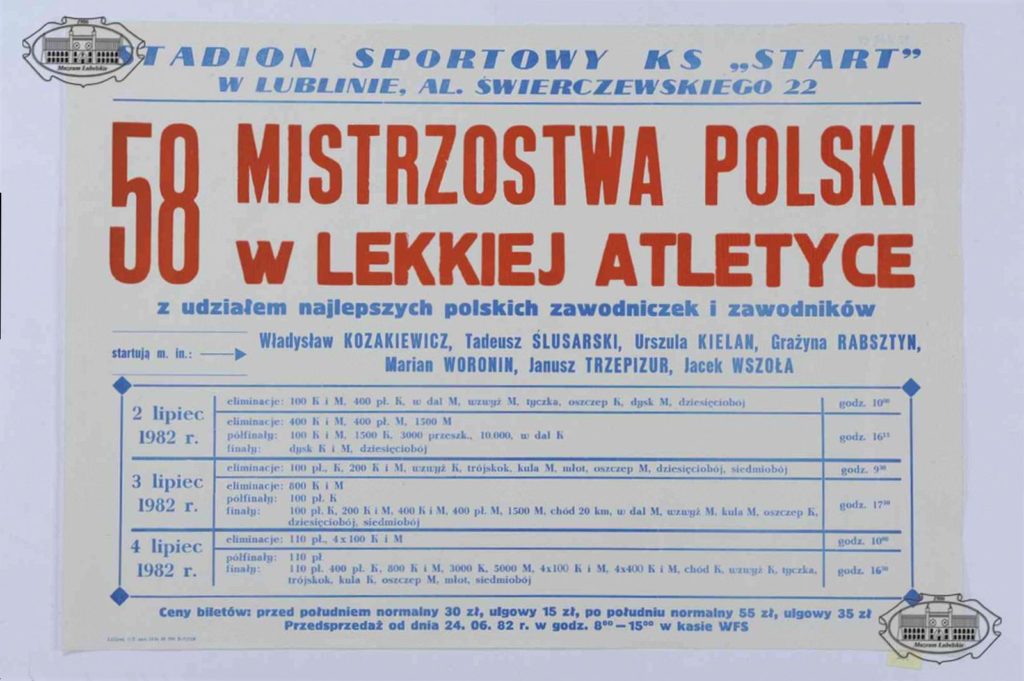 STADION SPORTOWY KS „START”
W LUBLINIE, AL. ŚWIERCZEWSKIEGO 22
58 MISTRZOSTWA POLSKI
w LEKKIEJ ATLETYCE
z udziałem najlepszych polskich zawodniczek i zawodników
startują m. in.:
Władysław KOZAKIEWICZ, Tadeusz ŚLUSARSKI, Urszula KIELAN, Grażyna RABSZTYN,
Marian WORONIN, Janusz TRZEPIZUR, Jacek WSZOŁA
2 lipiec
1982 r.
eliminacje: 100 K i M, 400 pł. K, w dal M, wzwyż M, tyczka, oszczep K, dysk M, dziesięciobój
godz. 10⁰⁰
eliminacje: 400 K i M, 400 pł. M, 1500 M
półfinały: 100 K i M, 1500 K, 3000 przeszk., 10.000, w dal K
finały: dysk K i M, dziesięciobój
godz. 16¹⁵
3 lipiec
1982 r.
eliminacje: 100 pł., K, 200 K i M, wzwyż K, trójskok, kula M, młot, oszczep M, dziesięciobój, siedmiobój
godz. 9³⁰
eliminacje: 800 K i M
półfinały: 100 pł. K
finały: 100 pł. K, 200 K i M, 400 K i M, 400 pł. M, 1500 M, chód 20 km, w dal M, wzwyż M, kula M, oszczep K,
dziesięciobój, siedmiobój
godz. 17³⁰
4 lipiec
1982 r.
eliminacje: 110 pł., 4x100 K i M
godz. 10⁰⁰
półfinały: 110 pł.
finały: 110 pł. 400 pł. K, 800 K i M, 3000 K, 5000 M, 4x100 K i M, 4x400 K i M, chód K, wzwyż K, tyczka,
trójskok, kula K, oszczep M, młot, siedmiobój
godz. 16³⁰
Ceny biletów: przed południem normalny 30 zł, ulgowy 15 zł, po południu normalny 55 zł, ulgowy 35 zł
Przedsprzedaż od dnia 24. 06. 82 r. w godz. 8⁰⁰—15⁰⁰ w kasie WFS
Muzeum Lubelskie
Muzeum Lubelskie